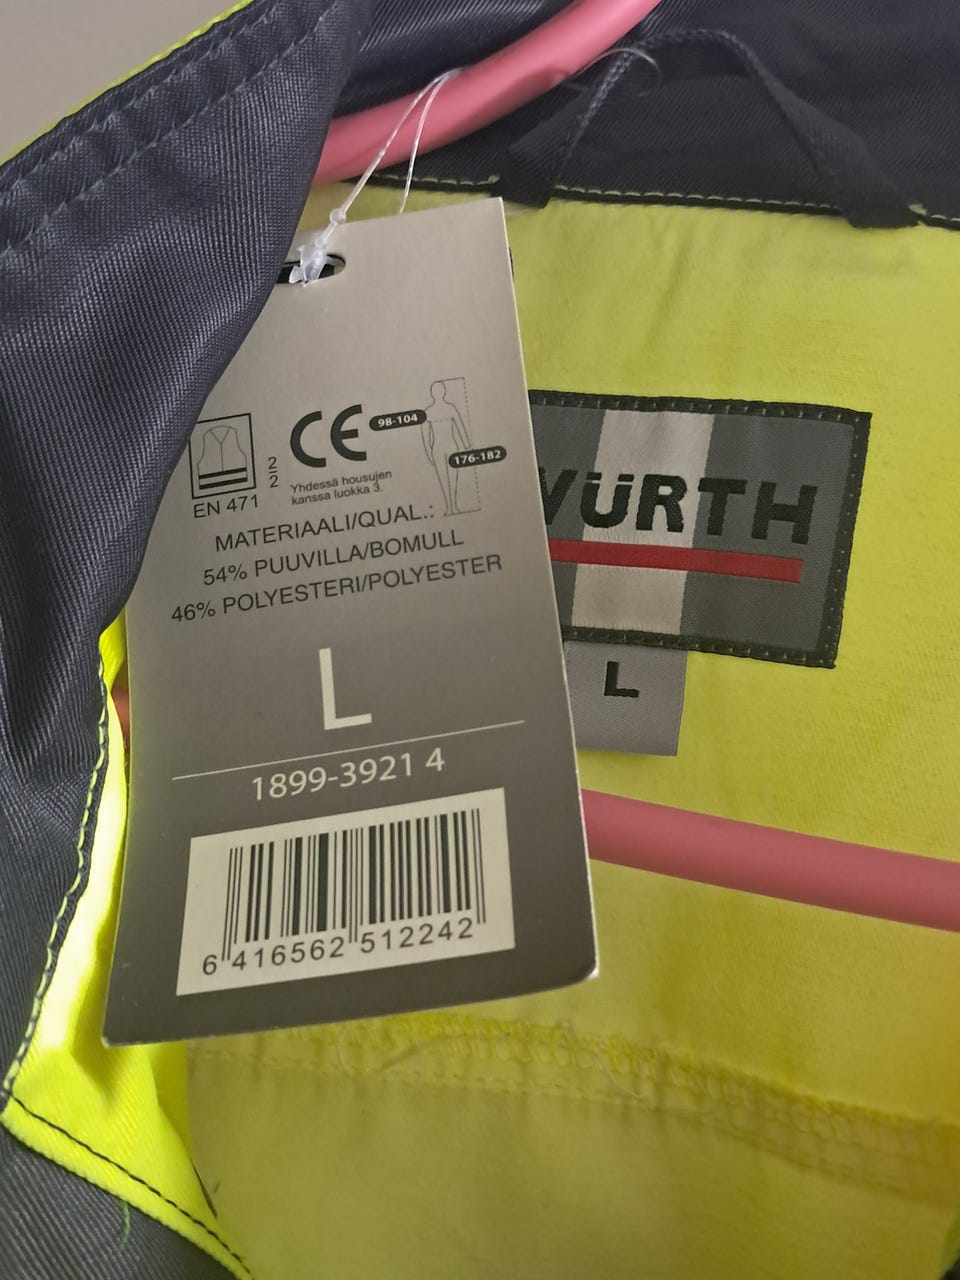 CE
98-104
176-182
2
2
EN 471
Yhdessä housujen
kanssa luokka 3.
MATERIAALI/QUAL.:
54% PUUVILLA/BOMULL
46% POLYESTERI/POLYESTER
L
1899-3921 4
6 416562 512242
WÜRTH
L